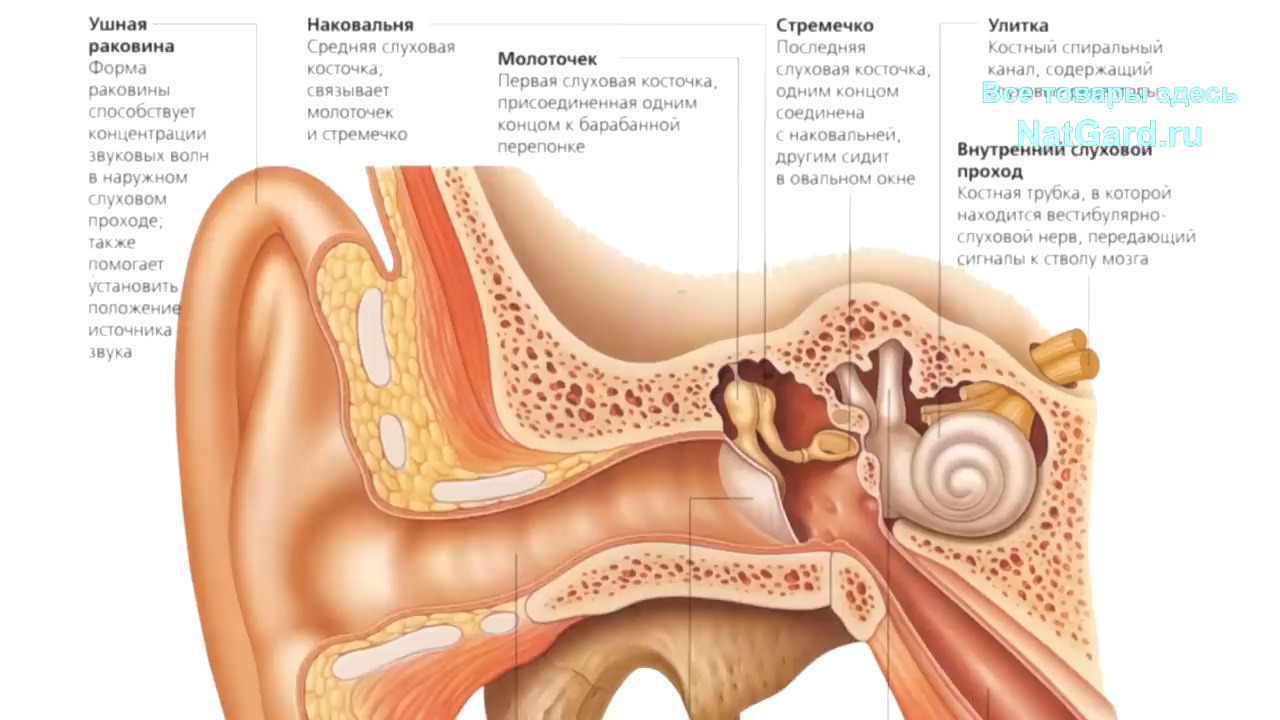 Ушная
раковина
Форма
раковины
способствует
концентрации
звуковых волн
в наружном
слуховом
проходе;
также
помогает
установить
положение
источника
звука
Наковальня
Средняя слуховая
косточка;
связывает
молоточек
и стремечко
Молоточек
Первая слуховая косточка,
присоединенная одним
концом к барабанной
перепонке
Стремечко
Последняя
слуховая косточка;
одним концом
соединена
с наковальней,
другим сидит
в овальном окне
Улитка
Костный спиральный
канал, содержащий
Все товары здесь
NatGard.ru
Внутренний слуховой
проход
Костная трубка, в которой
находится вестибулярно-
слуховой нерв, передающий
сигналы к стволу мозга